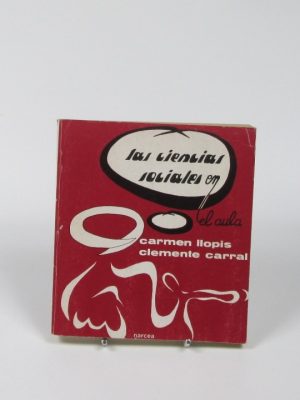 las ciencias
sociales en
el aula
carmen llopis
clemente carral
narcea